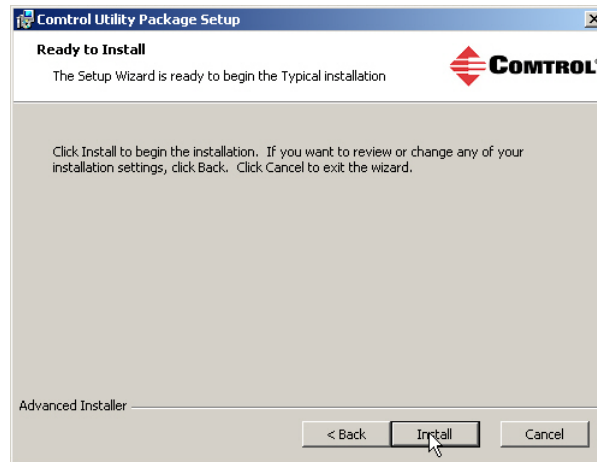 Comtrol Utility Package Setup
Ready to Install
The Setup Wizard is ready to begin the Typical installation
COMTROL
Click Install to begin the installation. If you want to review or change any of your
installation settings, click Back. Click Cancel to exit the wizard.
Advanced Installer
< Back Install Cancel